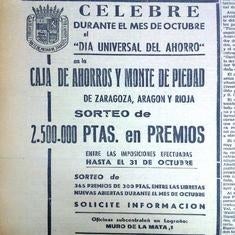 CELEBRE
DURANTE EL MES DE OCTUBRE
el
"DIA UNIVERSAL DEL AHORRO"
en la
CAJA DE AHORROS Y MONTE DE PIEDAD
DE ZARAGOZA, ARAGON Y RIOJA
SORTEO de
2.500.000 PTAS. en PREMIOS
ENTRE LAS IMPOSICIONES EFECTUADAS
HASTA EL 31 DE OCTUBRE
SORTEO de
365 PREMIOS DE 300 PTAS, ENTRE LAS LIBRETAS
NUEVAS ABIERTAS DURANTE EL MES DE OCTUBRE
SOLICITE INFORMACION
Oficinas en Logroño:
MURO DE LA MATA,